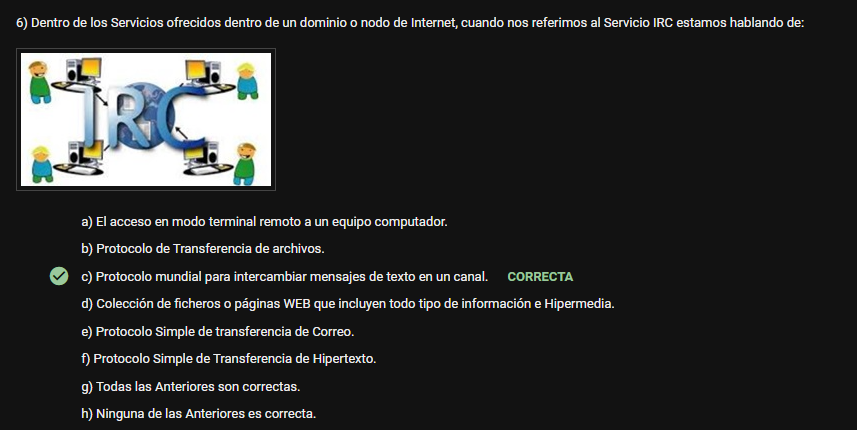 6) Dentro de los Servicios ofrecidos dentro de un dominio o nodo de Internet, cuando nos referimos al Servicio IRC estamos hablando de:
IRC
a) El acceso en modo terminal remoto a un equipo computador.
b) Protocolo de Transferencia de archivos.
c) Protocolo mundial para intercambiar mensajes de texto en un canal. CORRECTA
d) Colección de ficheros o páginas WEB que incluyen todo tipo de información e Hipermedia.
e) Protocolo Simple de transferencia de Correo.
f) Protocolo Simple de Transferencia de Hipertexto.
g) Todas las Anteriores son correctas.
h) Ninguna de las Anteriores es correcta.